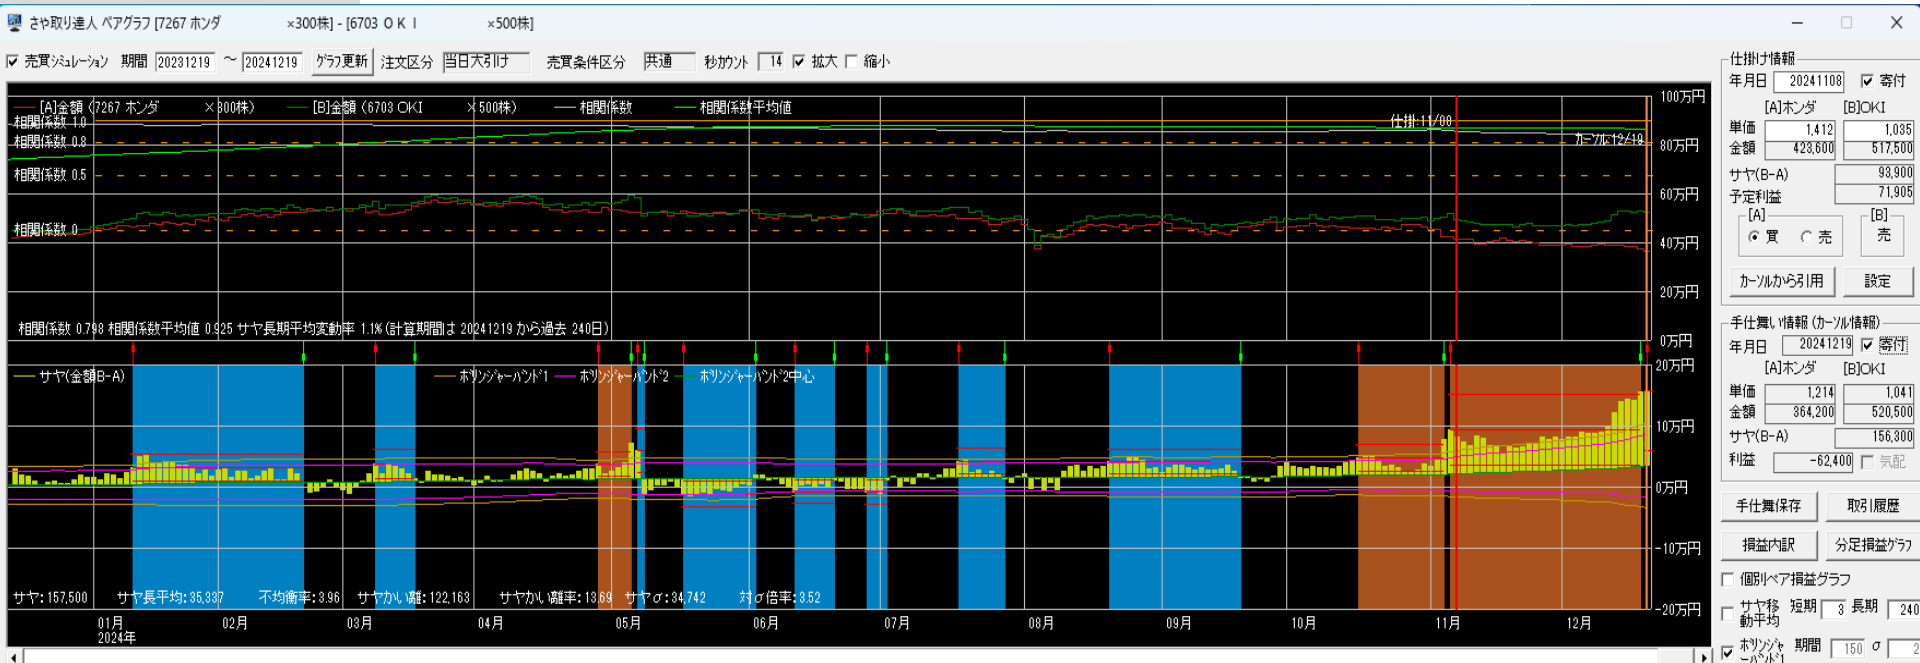 さや取り達人 ペアグラフ [7267 ホンダ ×300株] - [6703 ＯＫＩ ×500株]
売買シミュレーション 期間 20231219 ～ 20241219 グラフ更新 注文区分 当日大引け 売買条件区分 共通 秒カウント 14 拡大 縮小
[A]金額 (7267 ホンダ ×300株) [B]金額 (6703 OKI ×500株) 相関係数 相関係数平均値
相関係数 1.0
相関係数 0.8
相関係数 0.5
相関係数 0
仕掛:11/08
カーソル:12/19
100万円
80万円
60万円
40万円
20万円
0万円
相関係数 0.798 相関係数平均値 0.925 サヤ長期平均変動率 1.1% (計算期間は 20241219 から過去 240日)
サヤ(金額B-A) ボリンジャーバンド1 ボリンジャーバンド2 ボリンジャーバンド2中心
20万円
10万円
0万円
-10万円
-20万円
サヤ:157,500 サヤ長平均:35,337 不均衡率:3.96 サヤかい離:122,163 サヤかい離率:13.69 サヤσ:34,742 対σ倍率:3.52
01月 02月 03月 04月 05月 06月 07月 08月 09月 10月 11月 12月
2024年
仕掛け情報
年月日 20241108 寄付
[A]ホンダ [B]OKI
単価 1,412 1,035
金額 423,600 517,500
サヤ(B-A) 93,900
予定利益 71,905
[A] [B]
買 売 売
カーソルから引用 設定
手仕舞い情報 (カーソル情報)
年月日 20241219 寄付
[A]ホンダ [B]OKI
単価 1,214 1,041
金額 364,200 520,500
サヤ(B-A) 156,300
利益 -62,400 気配
手仕舞保存 取引履歴
損益内訳 分足損益グラフ
個別ペア損益グラフ
サヤ移動平均 短期 3 長期 240
ボリンジャーバンド1 期間 150 σ 2